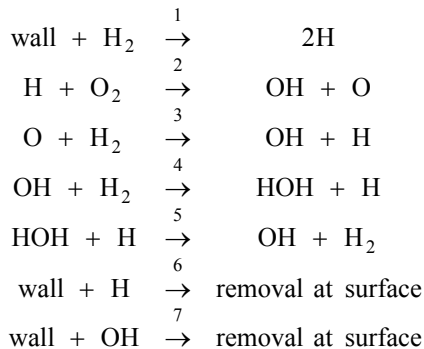 wall + H₂ →¹ 2H
H + O₂ →² OH + O
O + H₂ →³ OH + H
OH + H₂ →⁴ HOH + H
HOH + H →⁵ OH + H₂
wall + H →⁶ removal at surface
wall + OH →⁷ removal at surface